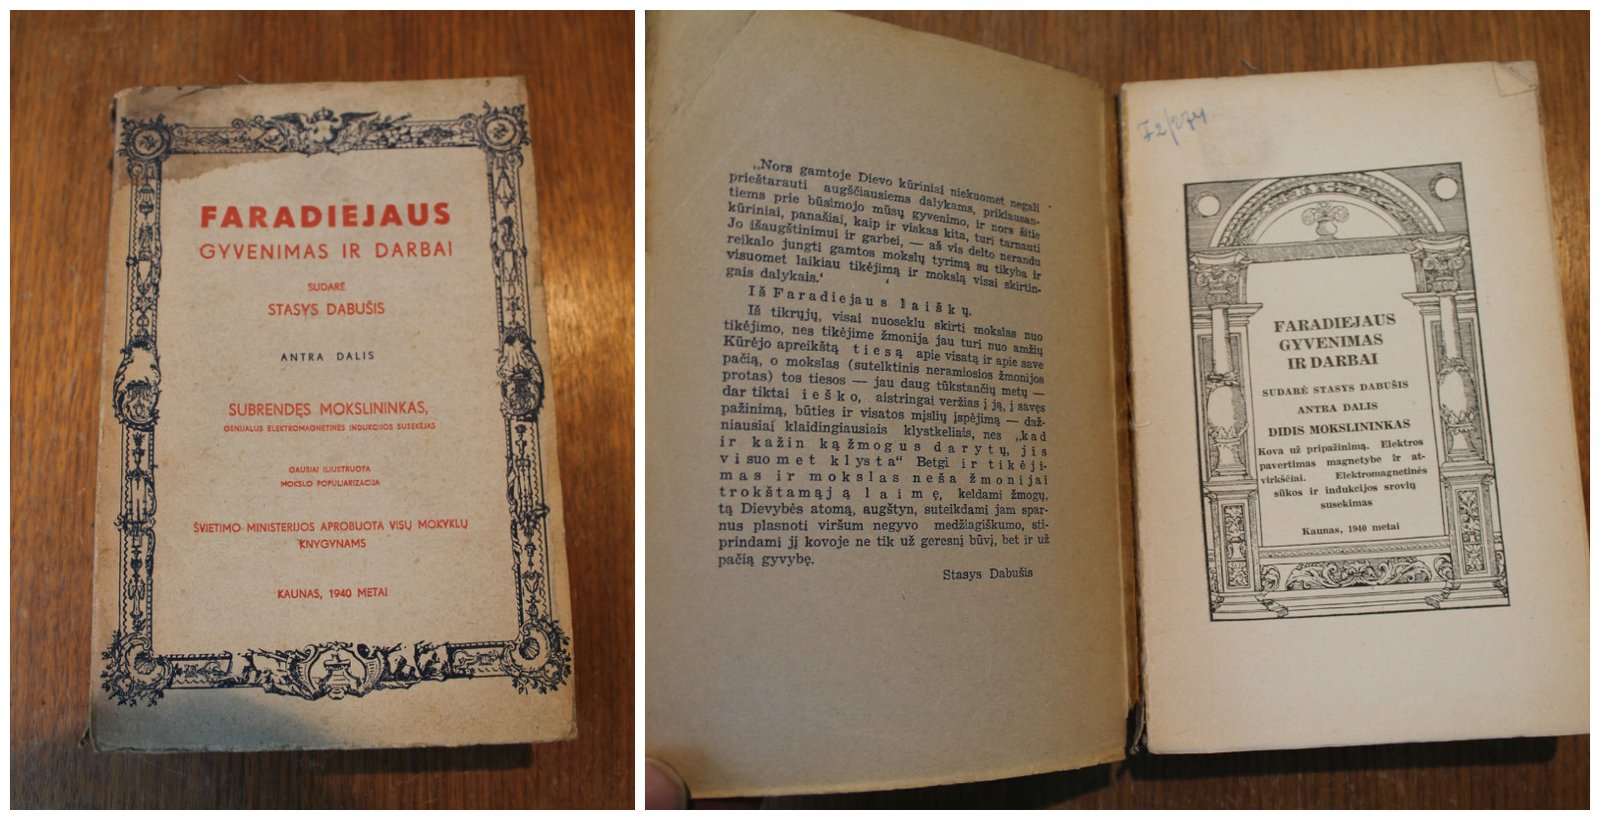 FARADIEJAUS
GYVENIMAS IR DARBAI
SUDARĖ
STASYS DABUŠIS
ANTRA DALIS
SUBRENDĘS MOKSLININKAS,
GENIJALUS ELEKTROMAGNETINĖS INDUKCIJOS SUSEKĖJAS
GAUSIAI ILIUSTRUOTA
MOKSLO POPULIARIZACIJA
ŠVIETIMO MINISTERIJOS APROBUOTA VISŲ MOKYKLŲ
KNYGYNAMS
KAUNAS, 1940 METAI
„Nors gamtoje Dievo kūriniai niekuomet negali
prieštarauti augščiausiems dalykams, priklausan-
tiems prie būsimojo mūsų gyvenimo, ir nors šitie
kūriniai, panašiai, kaip ir viskas kita, turi tarnauti
Jo išaugštinimui ir garbei, — aš vis delto nerandu
reikalo jungti gamtos mokslų tyrimą su tikyba ir
visuomet laikiau tikėjimą ir mokslą visai skirtin-
gais dalykais.‘
Iš Faradiejaus laiškų.
Iš tikrųjų, visai nuoseklu skirti mokslas nuo
tikėjimo, nes tikėjime žmonija jau turi nuo amžių
Kūrėjo apreikštą tiesą apie visatą ir apie save
pačią, o mokslas (sutelktinis neramiosios žmonijos
protas) tos tiesos — jau daug tūkstančių metų —
dar tiktai ieško, aistringai veržias į ją, į savęs
pažinimą, būties ir visatos mįslių įspėjimą — daž-
niausiai klaidingiausiais klystkeliais, nes „kad
ir kažin ką žmogus darytų, jis
visuomet klysta“ Betgi ir tikėji-
mas ir mokslas neša žmonijai
trokštamąją laimę, keldami žmogų,
tą Dievybės atomą, augštyn, suteikdami jam spar-
nus plasnoti viršum negyvo medžiagiškumo, sti-
prindami jį kovoje ne tik už geresnį būvį, bet ir už
pačią gyvybę.
Stasys Dabušis
72/274
FARADIEJAUS
GYVENIMAS
IR DARBAI
SUDARĖ STASYS DABUŠIS
ANTRA DALIS
DIDIS MOKSLININKAS
Kova už pripažinimą. Elektros
pavertimas magnetybe ir at-
virkščiai. Elektromagnetinės
sūkos ir indukcijos srovių
susekimas
Kaunas, 1940 metai